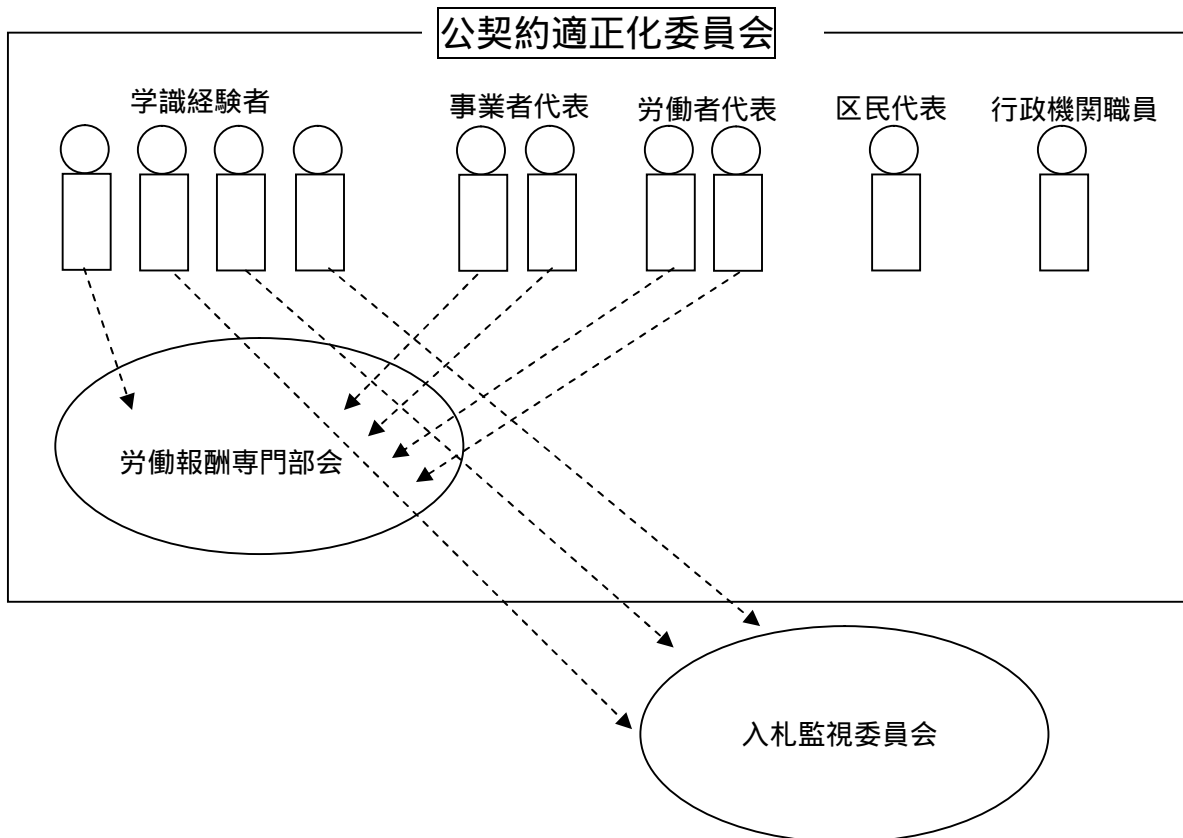 公契約適正化委員会
学識経験者
事業者代表
労働者代表
区民代表
行政機関職員
労働報酬専門部会
入札監視委員会